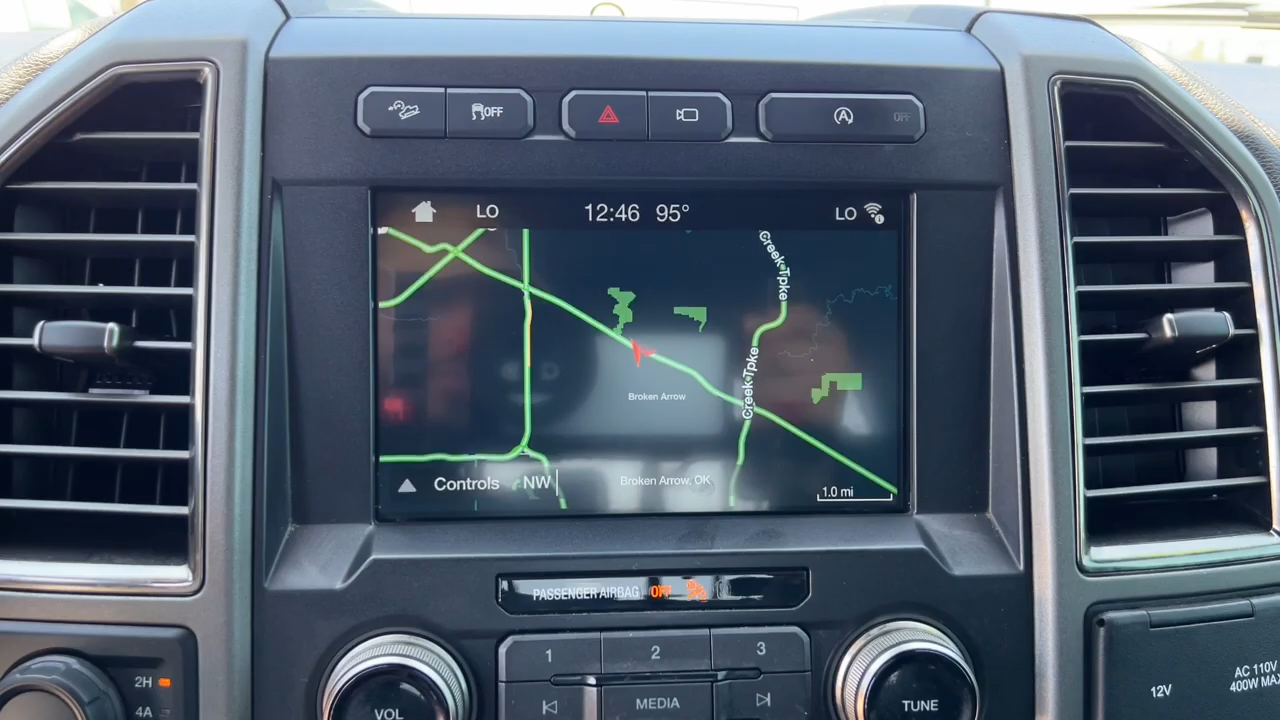 OFF
A OFF
LO 12:46 95° LO
Creek Tpke
Creek Tpke
Broken Arrow
Controls NW Broken Arrow, OK 1.0 mi
PASSENGER AIRBAG OFF
1 2 3
2H
4A
VOL
MEDIA
TUNE
12V
AC 110V
400W MAX